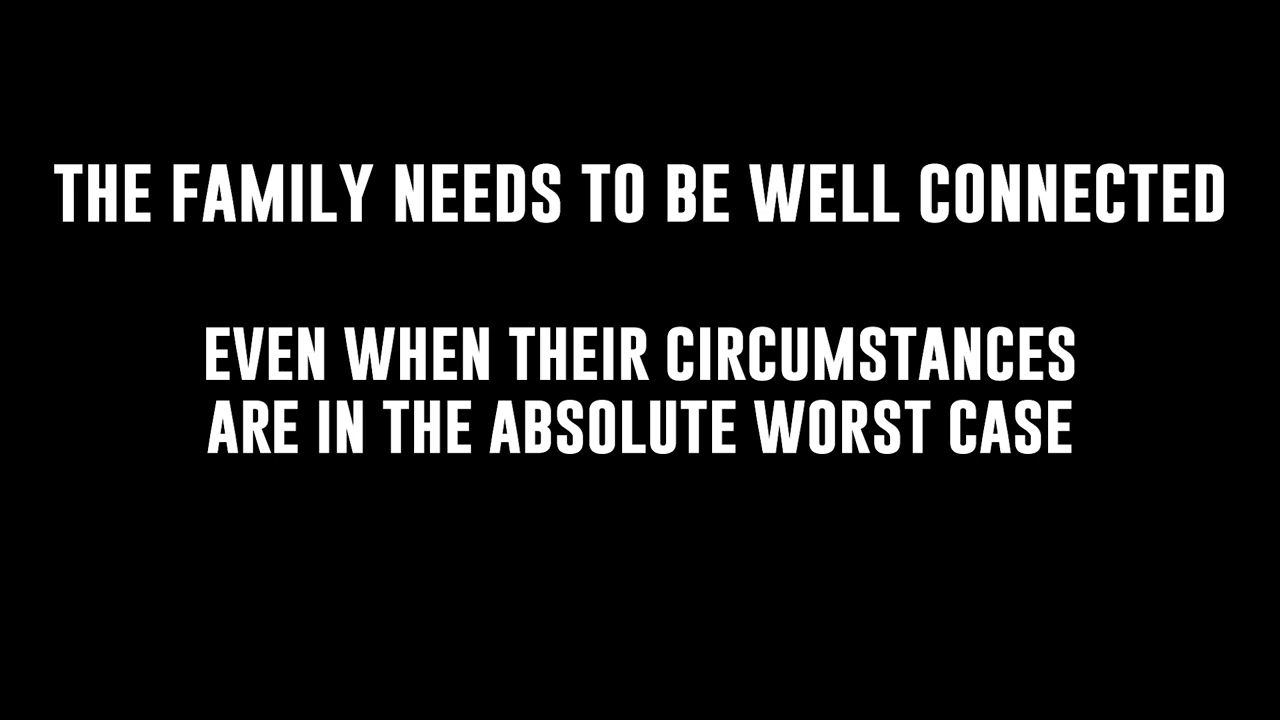 THE FAMILY NEEDS TO BE WELL CONNECTED
EVEN WHEN THEIR CIRCUMSTANCES
ARE IN THE ABSOLUTE WORST CASE